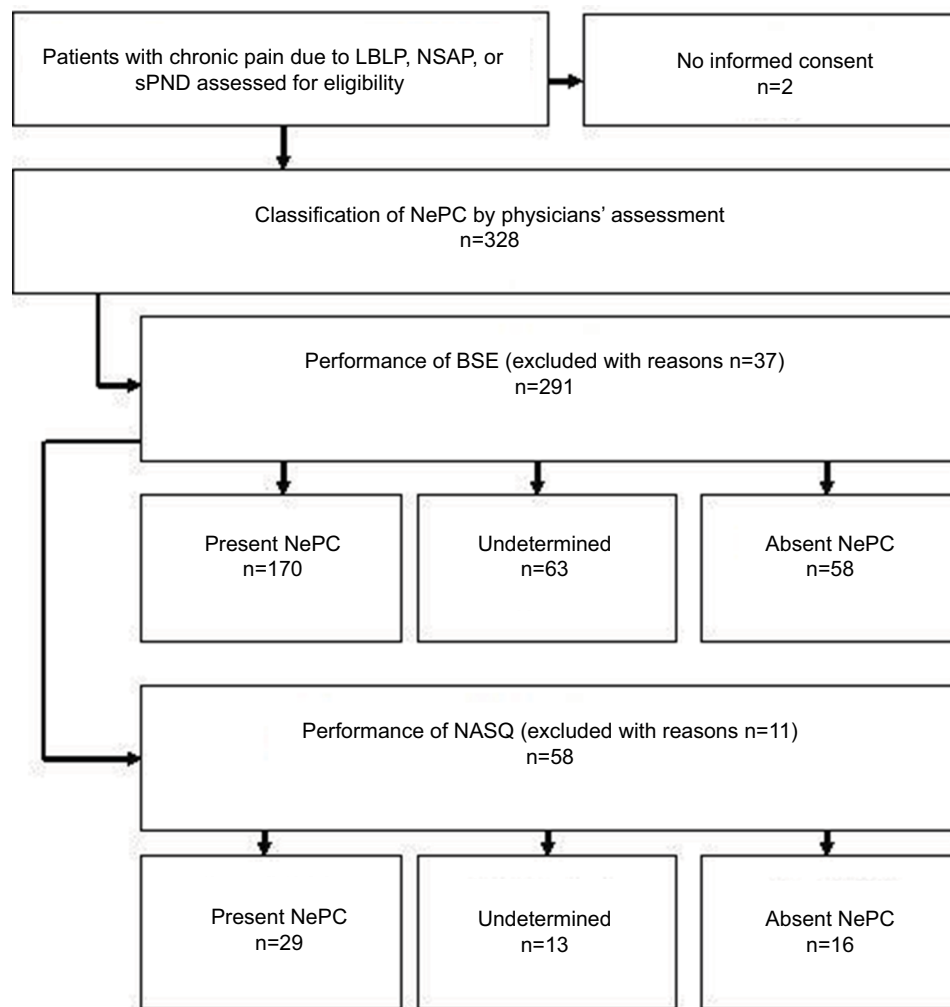 Patients with chronic pain due to LBLP, NSAP, or
sPND assessed for eligibility
No informed consent
n=2
Classification of NePC by physicians’ assessment
n=328
Performance of BSE (excluded with reasons n=37)
n=291
Present NePC
n=170
Undetermined
n=63
Absent NePC
n=58
Performance of NASQ (excluded with reasons n=11)
n=58
Present NePC
n=29
Undetermined
n=13
Absent NePC
n=16